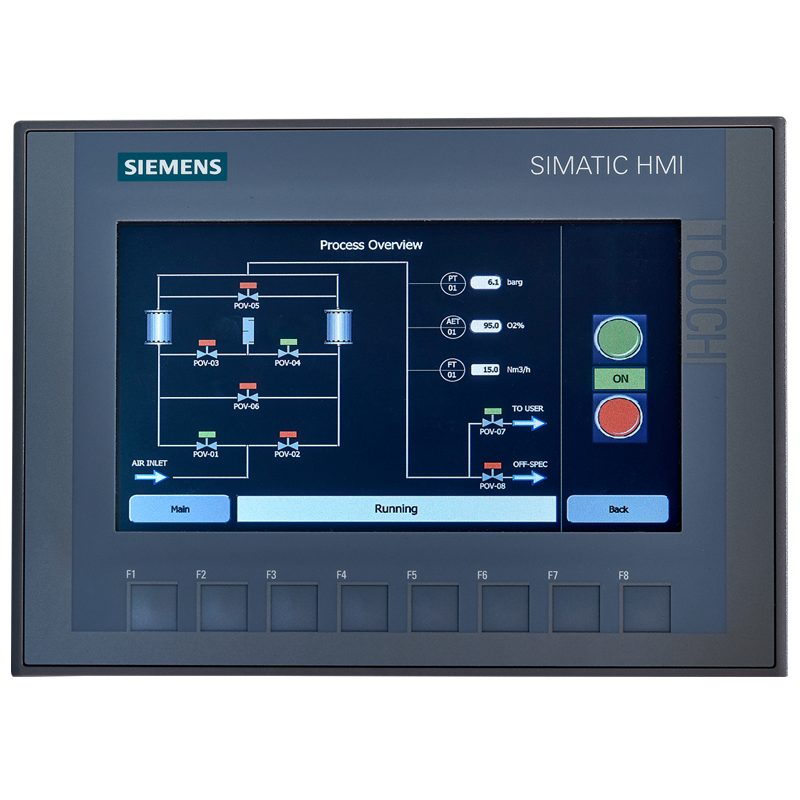 SIEMENS
SIMATIC HMI
TOUCH
Process Overview
PT
01
6.1 barg
POV-05
AET
01
95.0 O2%
POV-03
POV-04
FT
01
15.0 Nm3/h
ON
POV-06
TO USER
POV-07
POV-01
POV-02
AIR INLET
OFF-SPEC
POV-08
Main
Running
Back
F1
F2
F3
F4
F5
F6
F7
F8